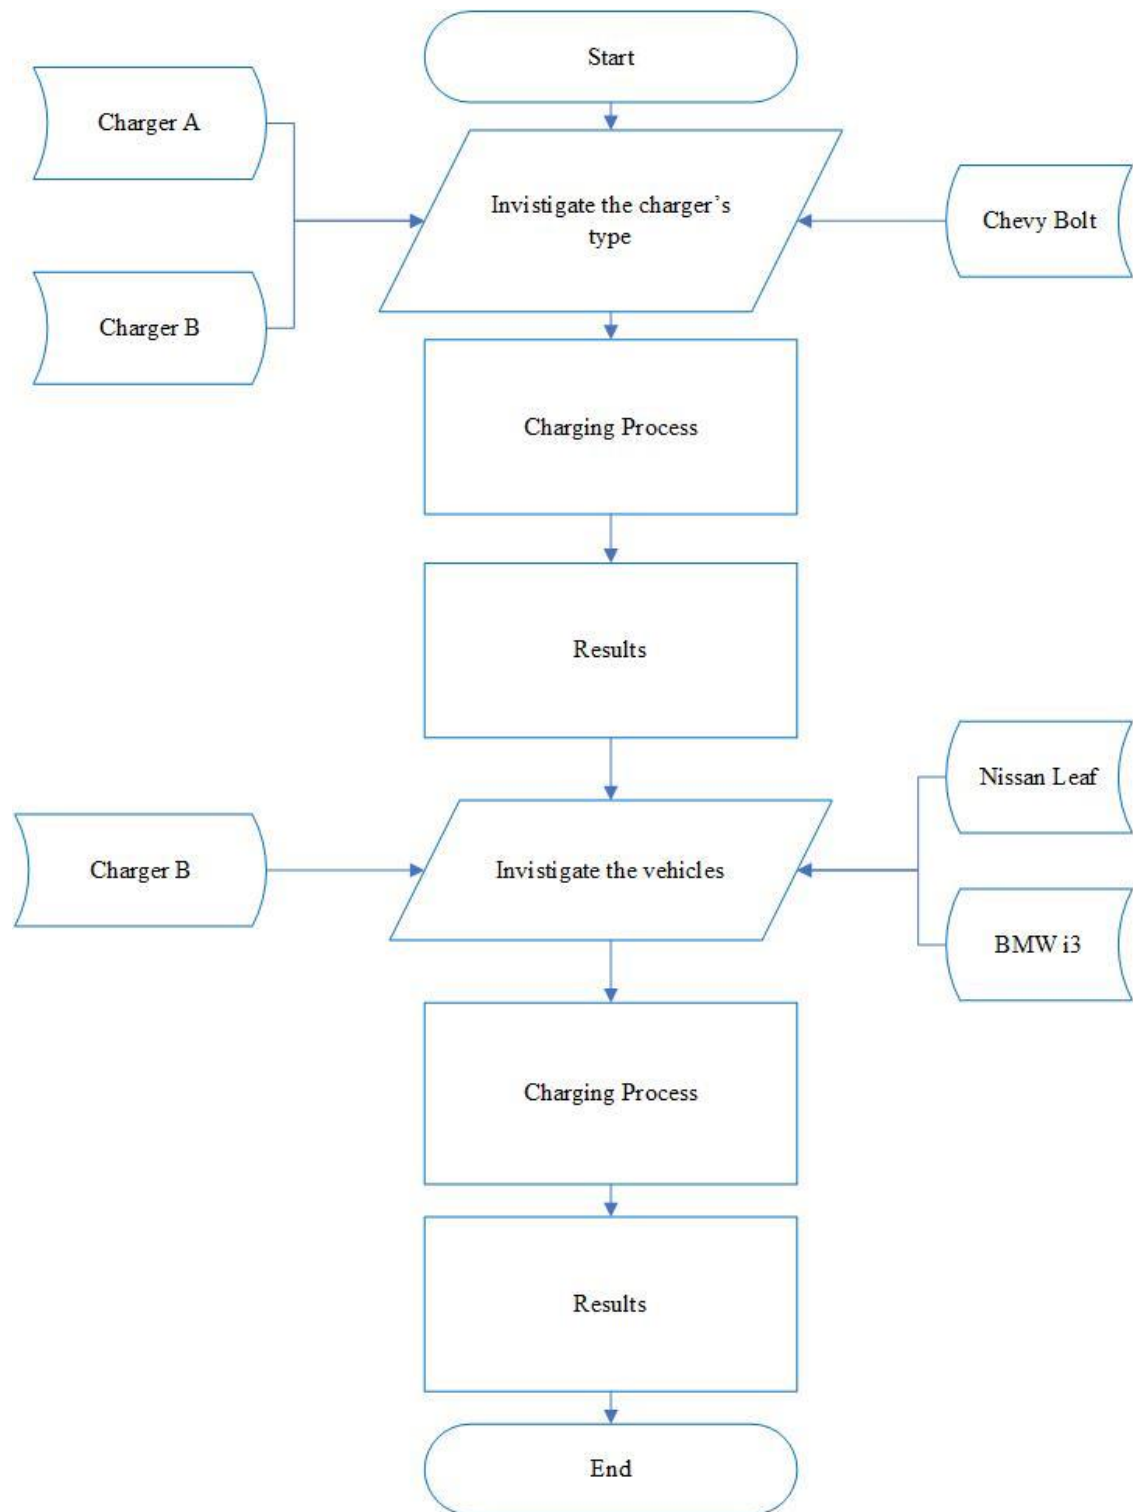 Start
Charger A
Invistigate the charger’s
type
Chevy Bolt
Charger B
Charging Process
Results
Nissan Leaf
Charger B
Invistigate the vehicles
BMW i3
Charging Process
Results
End